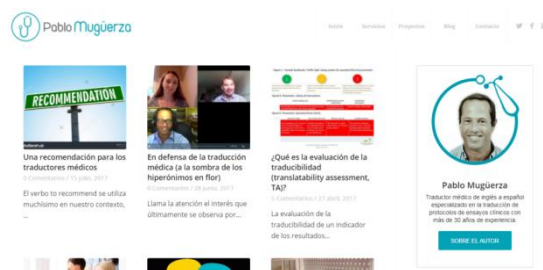 Pablo Mugüerza
Inicio Servicios Proyectos Blog Contacto
RECOMMENDATION
Una recomendación para los
traductores médicos
0 Comentarios / 15 julio, 2017
El verbo to recommend se utiliza
muchísimo en nuestro contexto,
...
En defensa de la traducción
médica (a la sombra de los
hiperónimos en flor)
0 Comentarios / 28 junio, 2017
Llama la atención el interés que
últimamente se observa por...
¿Qué es la evaluación de la
traducibilidad
(translatability assessment,
TA)?
5 Comentarios / 21 abril, 2017
La evaluación de la
traducibilidad de un indicador
de los resultados...
Pablo Mugüerza
Traductor médico de inglés a español
especializado en la traducción de
protocolos de ensayos clínicos con
más de 30 años de experiencia.
SOBRE EL AUTOR